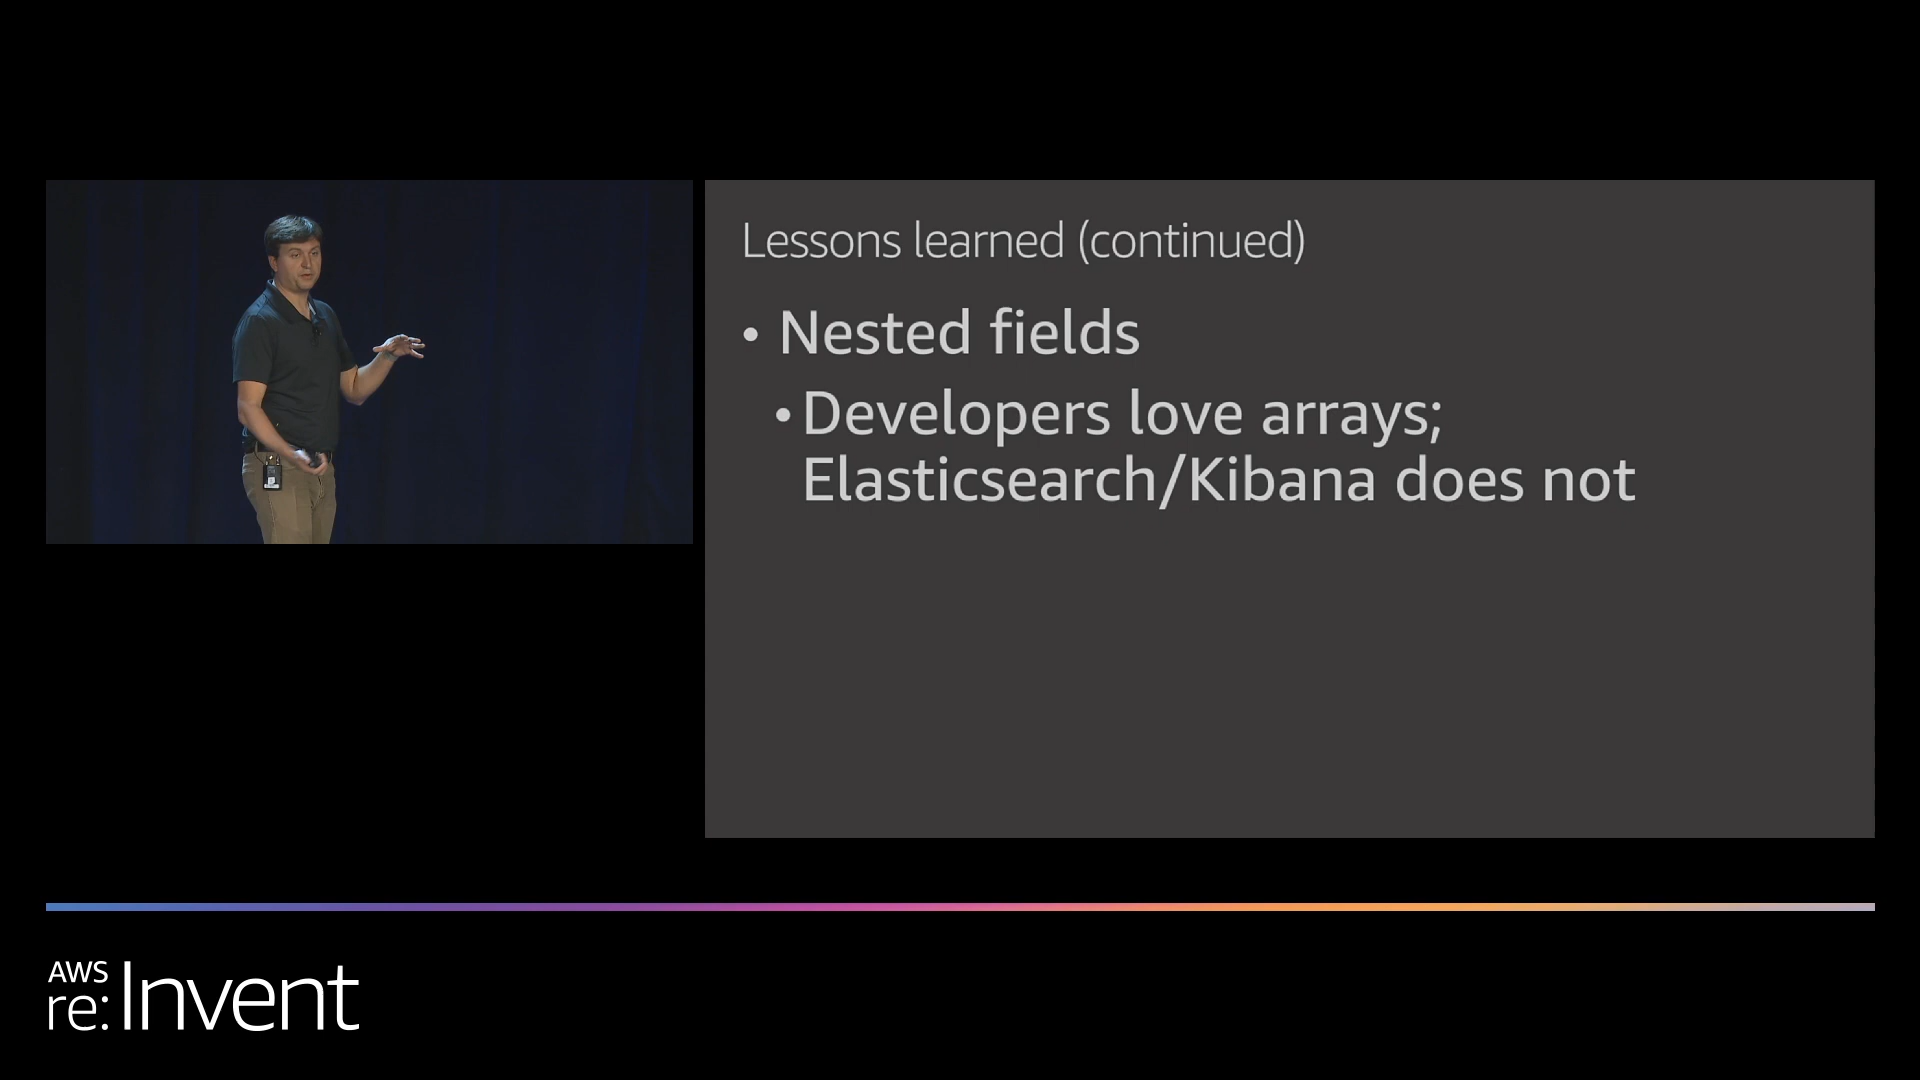 Lessons learned (continued)
• Nested fields
• Developers love arrays;
Elasticsearch/Kibana does not
AWS
re:Invent